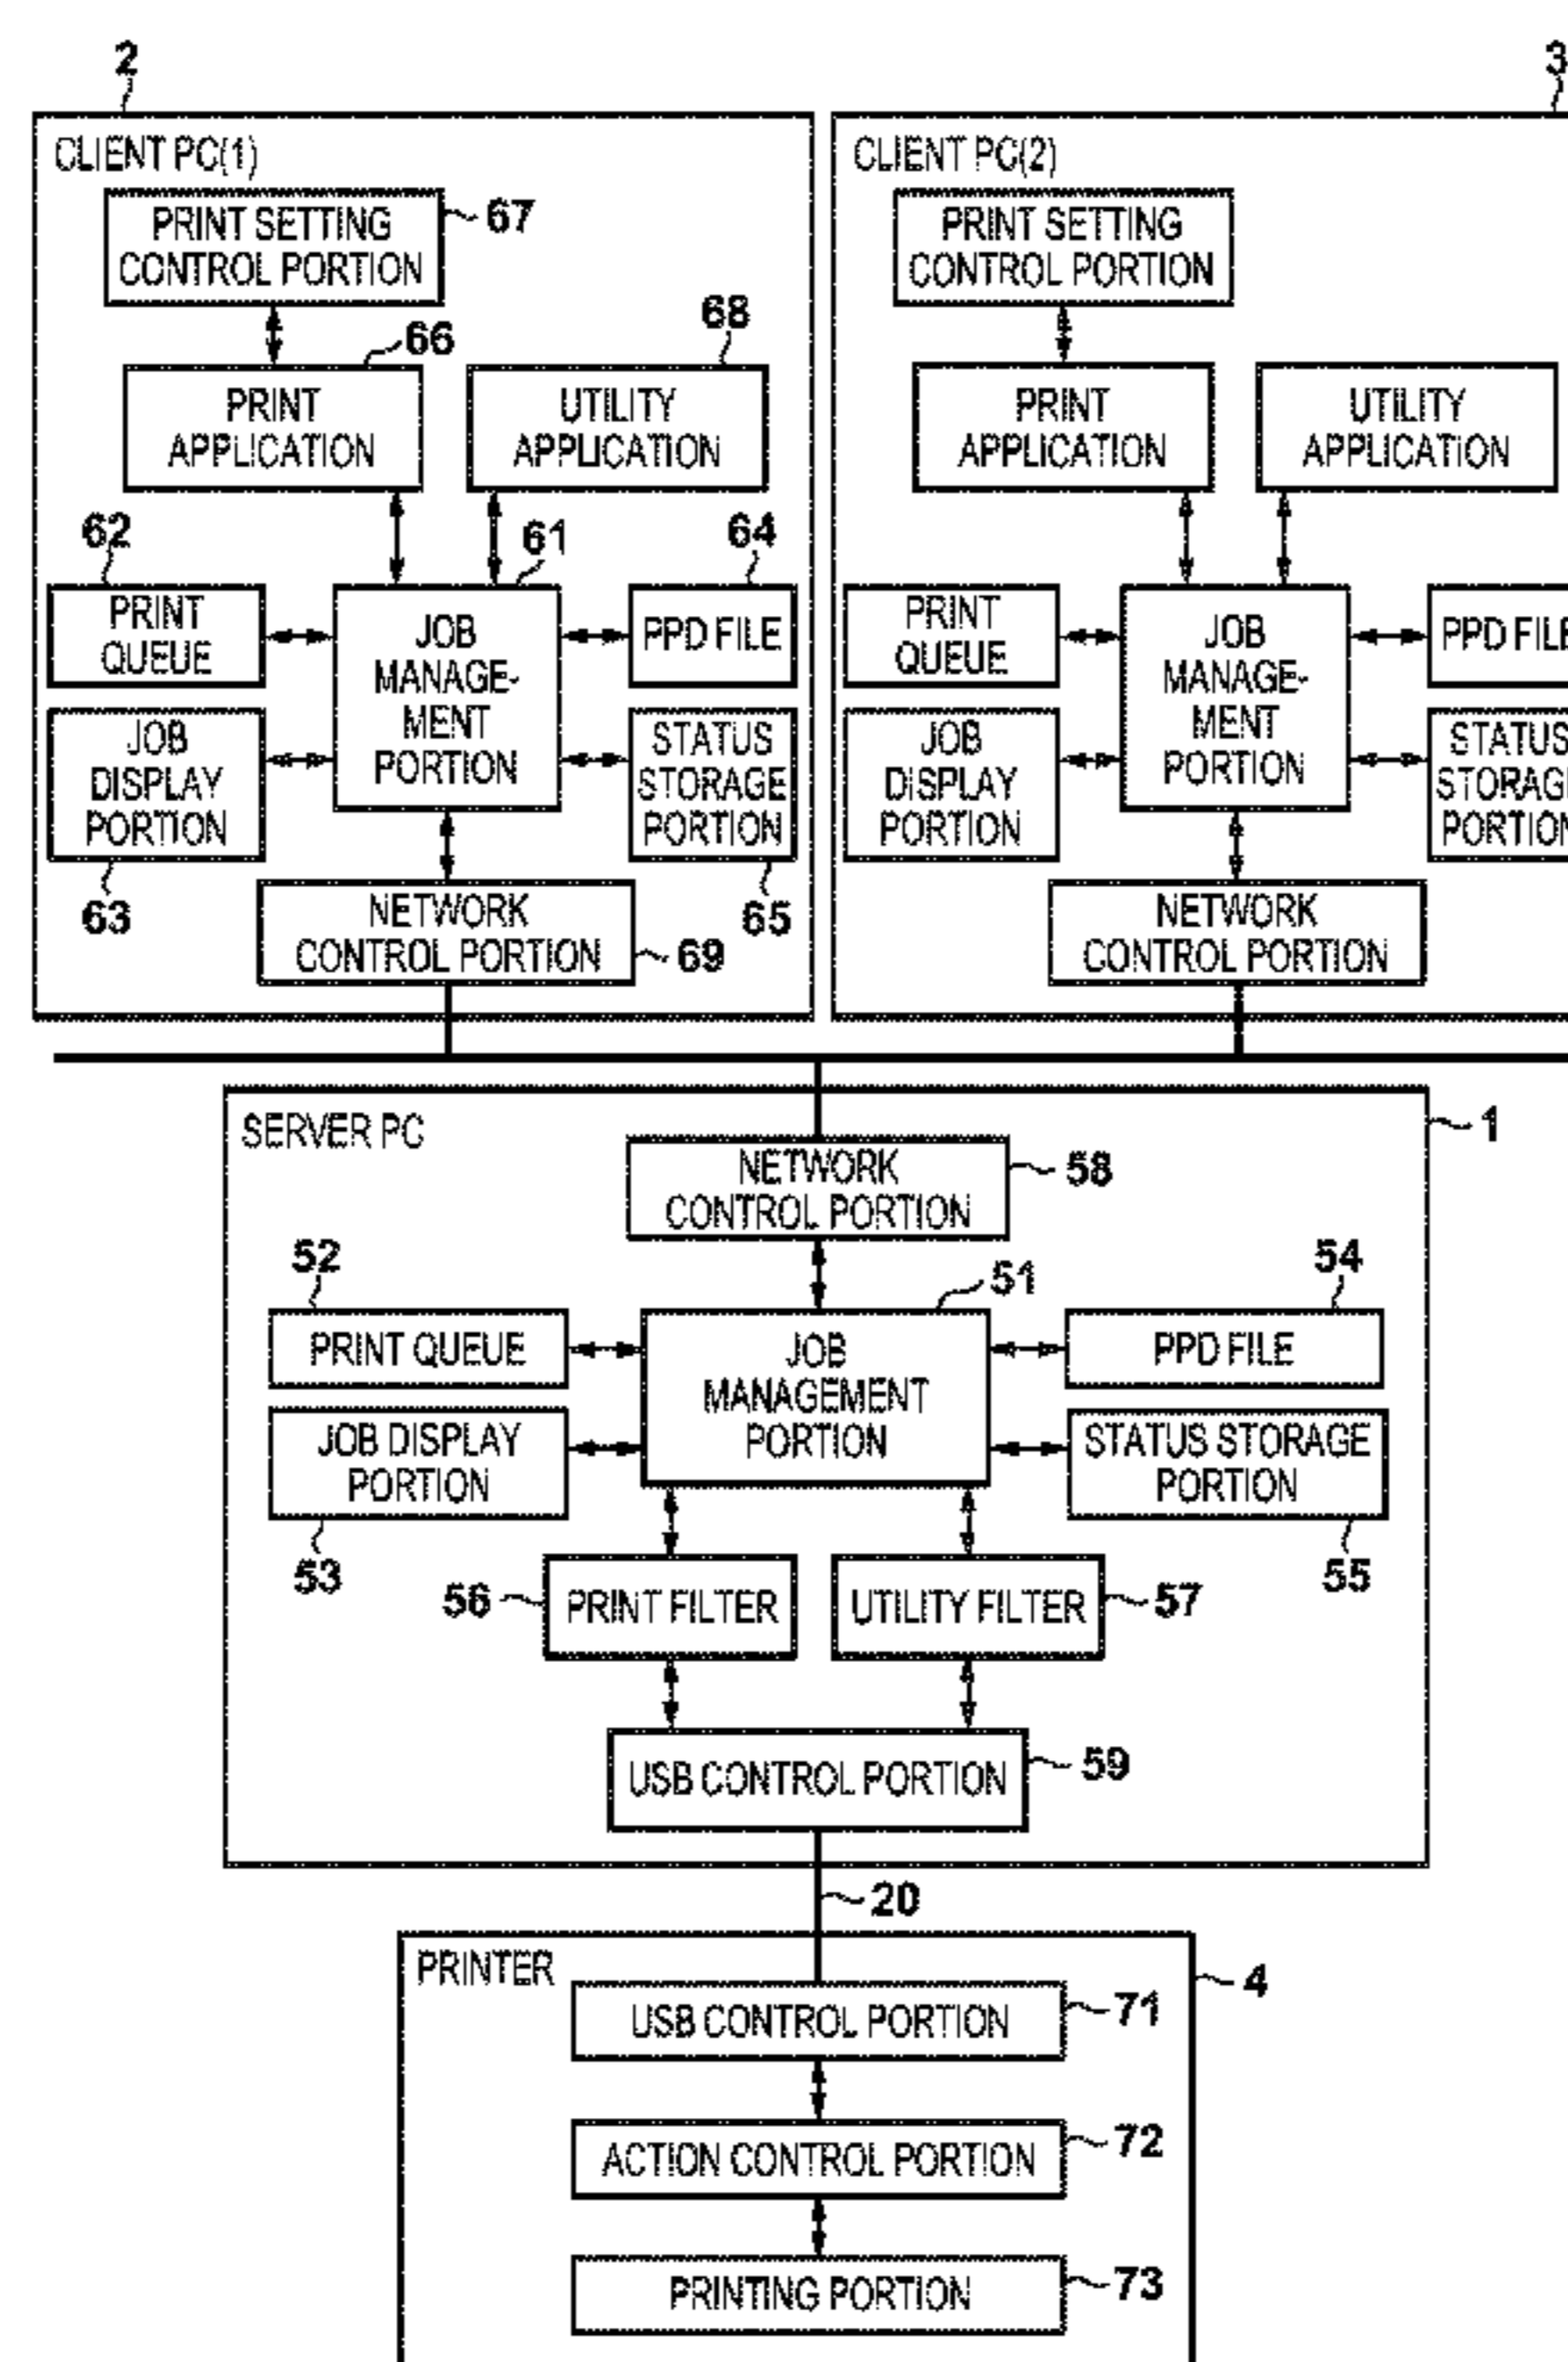 2
3
CLIENT PC(1)
PRINT SETTING
CONTROL PORTION
67
66
68
PRINT
APPLICATION
UTILITY
APPLICATION
62
61
64
PRINT
QUEUE
JOB
MANAGE-
MENT
PORTION
PPD FILE
JOB
DISPLAY
PORTION
STATUS
STORAGE
PORTION
63
65
NETWORK
CONTROL PORTION
69
CLIENT PC(2)
PRINT SETTING
CONTROL PORTION
PRINT
APPLICATION
UTILITY
APPLICATION
PRINT
QUEUE
JOB
MANAGE-
MENT
PORTION
PPD FILE
JOB
DISPLAY
PORTION
STATUS
STORAGE
PORTION
NETWORK
CONTROL PORTION
SERVER PC
1
NETWORK
CONTROL PORTION
58
52
51
54
PRINT QUEUE
JOB
MANAGEMENT
PORTION
PPD FILE
JOB DISPLAY
PORTION
STATUS STORAGE
PORTION
53
55
56
PRINT FILTER
UTILITY FILTER
57
USB CONTROL PORTION
59
20
PRINTER
4
USB CONTROL PORTION
71
ACTION CONTROL PORTION
72
PRINTING PORTION
73